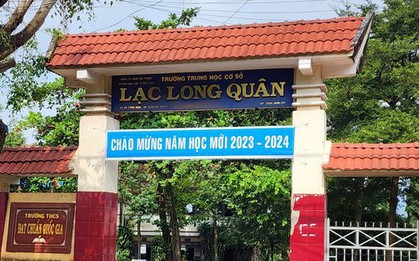 TRƯỜNG TRUNG HỌC CƠ SỞ
LẠC LONG QUÂN
CHÀO MỪNG NĂM HỌC MỚI 2023 - 2024
TRƯỜNG THCS
ĐẠT CHUẨN QUỐC GIA